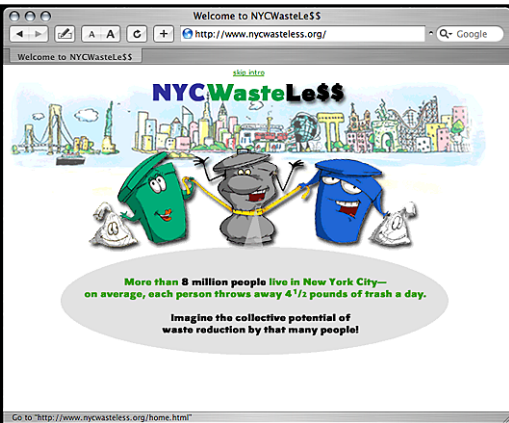 Welcome to NYCWasteLe$$
A A
http://www.nycwasteless.org/
Google
Welcome to NYCWasteLe$$
skip intro
NYCWasteLe$$
More than 8 million people live in New York City—
on average, each person throws away 4 1/2 pounds of trash a day.
Imagine the collective potential of
waste reduction by that many people!
Go to "http://www.nycwasteless.org/home.html"